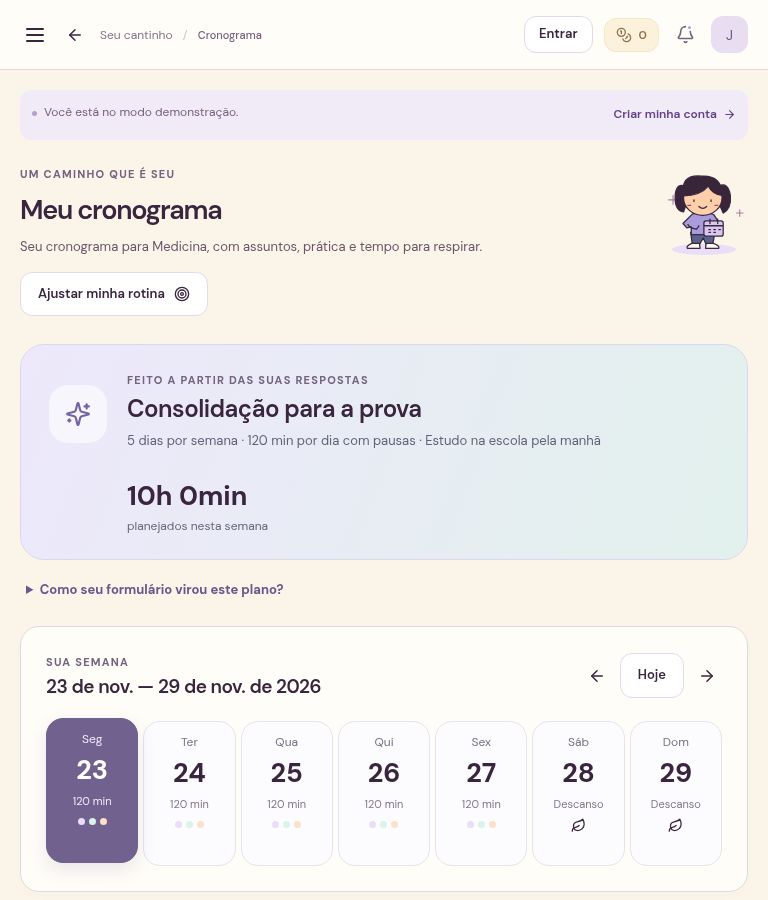 Seu cantinho / Cronograma
Entrar
0
J
Você está no modo demonstração.
Criar minha conta →
UM CAMINHO QUE É SEU
Meu cronograma
Seu cronograma para Medicina, com assuntos, prática e tempo para respirar.
Ajustar minha rotina
FEITO A PARTIR DAS SUAS RESPOSTAS
Consolidação para a prova
5 dias por semana · 120 min por dia com pausas · Estudo na escola pela manhã
10h 0min
planejados nesta semana
Como seu formulário virou este plano?
SUA SEMANA
23 de nov. — 29 de nov. de 2026
Hoje
Seg Ter Qua Qui Sex Sáb Dom
23 24 25 26 27 28 29
120 min 120 min 120 min 120 min 120 min Descanso Descanso